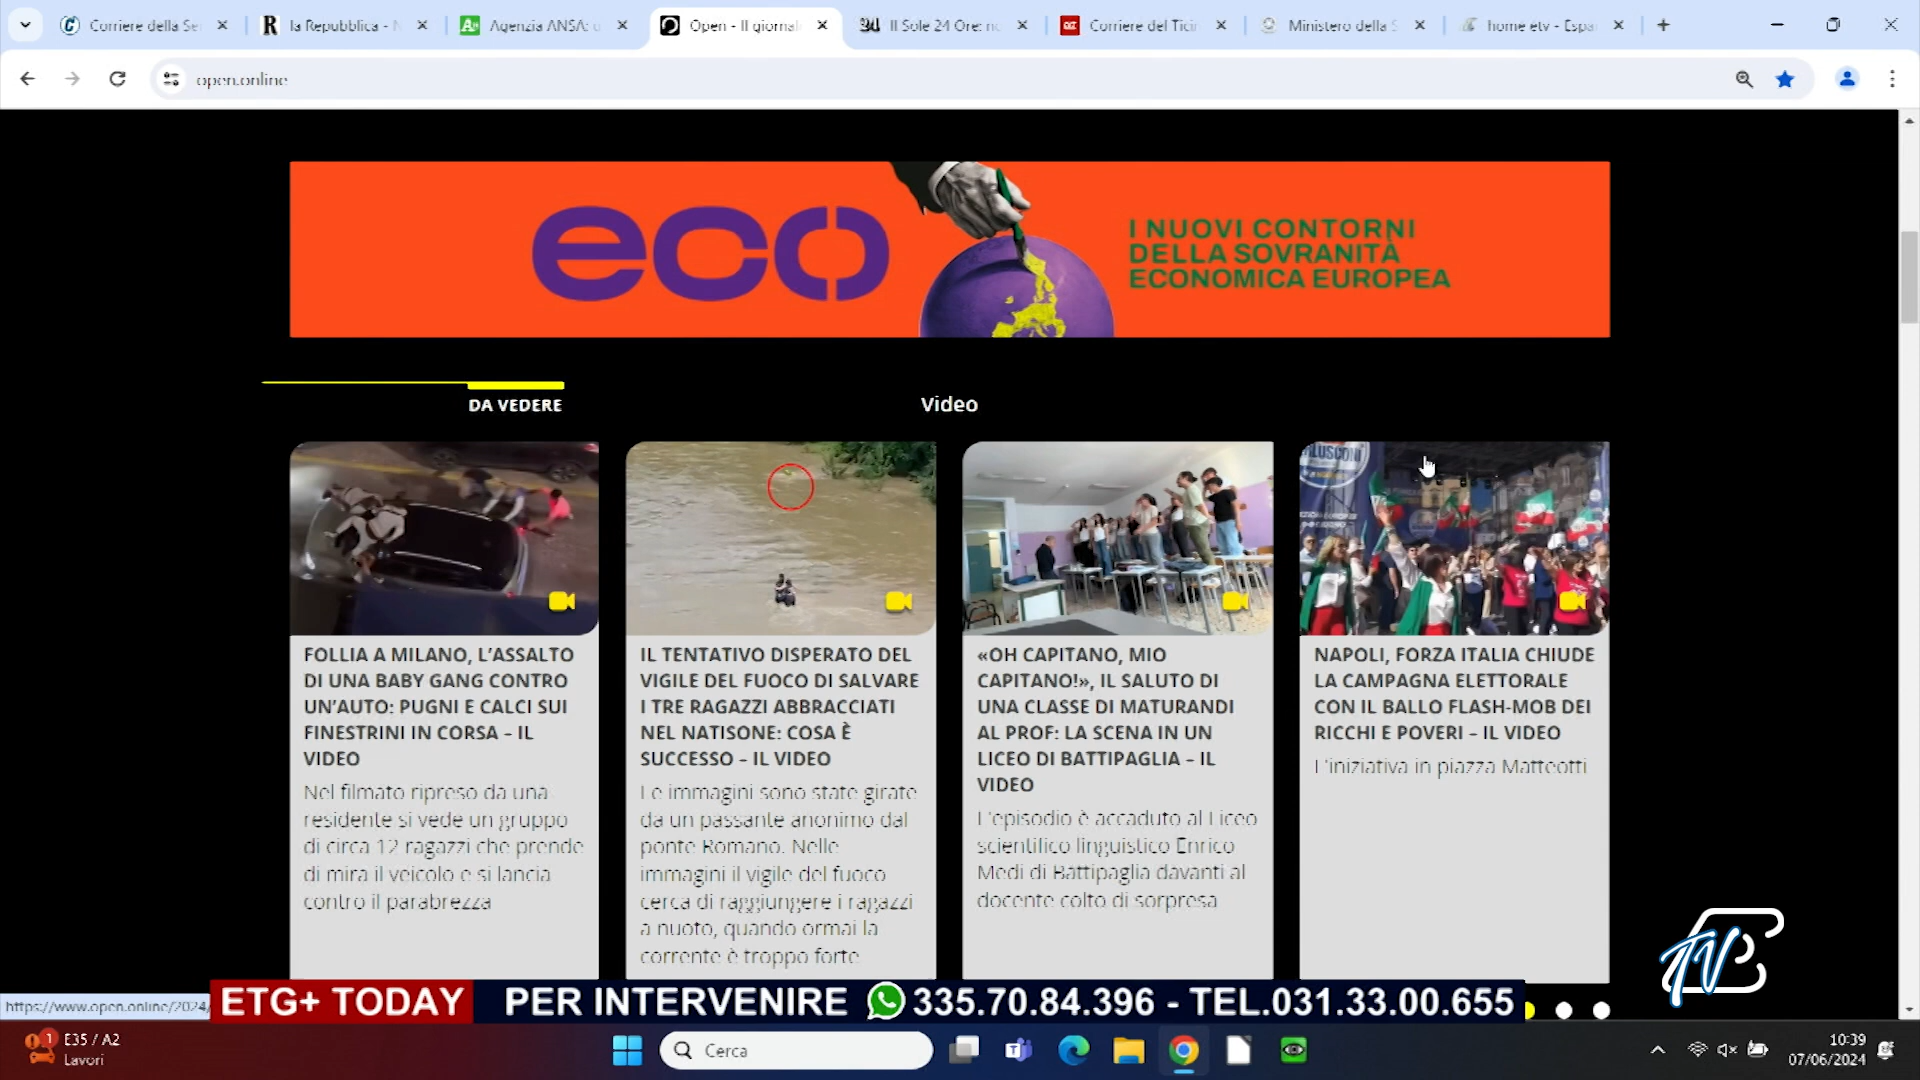 Corriere della Se
la Repubblica - N
Agenzia ANSA: u
Open - Il giornal
Il Sole 24 Ore: no
Corriere del Ticin
Ministero della S
home etv - Espa
open.online
eco
I NUOVI CONTORNI
DELLA SOVRANITÀ
ECONOMICA EUROPEA
DA VEDERE
Video
FOLLIA A MILANO, L'ASSALTO
DI UNA BABY GANG CONTRO
UN'AUTO: PUGNI E CALCI SUI
FINESTRINI IN CORSA – IL
VIDEO
Nel filmato ripreso da una
residente si vede un gruppo
di circa 12 ragazzi che prende
di mira il veicolo e si lancia
contro il parabrezza
IL TENTATIVO DISPERATO DEL
VIGILE DEL FUOCO DI SALVARE
I TRE RAGAZZI ABBRACCIATI
NEL NATISONE: COSA È
SUCCESSO – IL VIDEO
Le immagini sono state girate
da un passante anonimo dal
ponte Romano. Nelle
immagini il vigile del fuoco
cerca di raggiungere i ragazzi
a nuoto, quando ormai la
corrente è troppo forte
«OH CAPITANO, MIO
CAPITANO!», IL SALUTO DI
UNA CLASSE DI MATURANDI
AL PROF: LA SCENA IN UN
LICEO DI BATTIPAGLIA – IL
VIDEO
L'episodio è accaduto al Liceo
scientifico linguistico Enrico
Medi di Battipaglia davanti al
docente colto di sorpresa
RLUSCONI
NAPOLI, FORZA ITALIA CHIUDE
LA CAMPAGNA ELETTORALE
CON IL BALLO FLASH-MOB DEI
RICCHI E POVERI – IL VIDEO
L'iniziativa in piazza Matteotti
https://www.open.online/2024/
ETG+ TODAY
PER INTERVENIRE 335.70.84.396 - TEL.031.33.00.655
TV
1
E35 / A2
Lavori
Cerca
10:39
07/06/2024